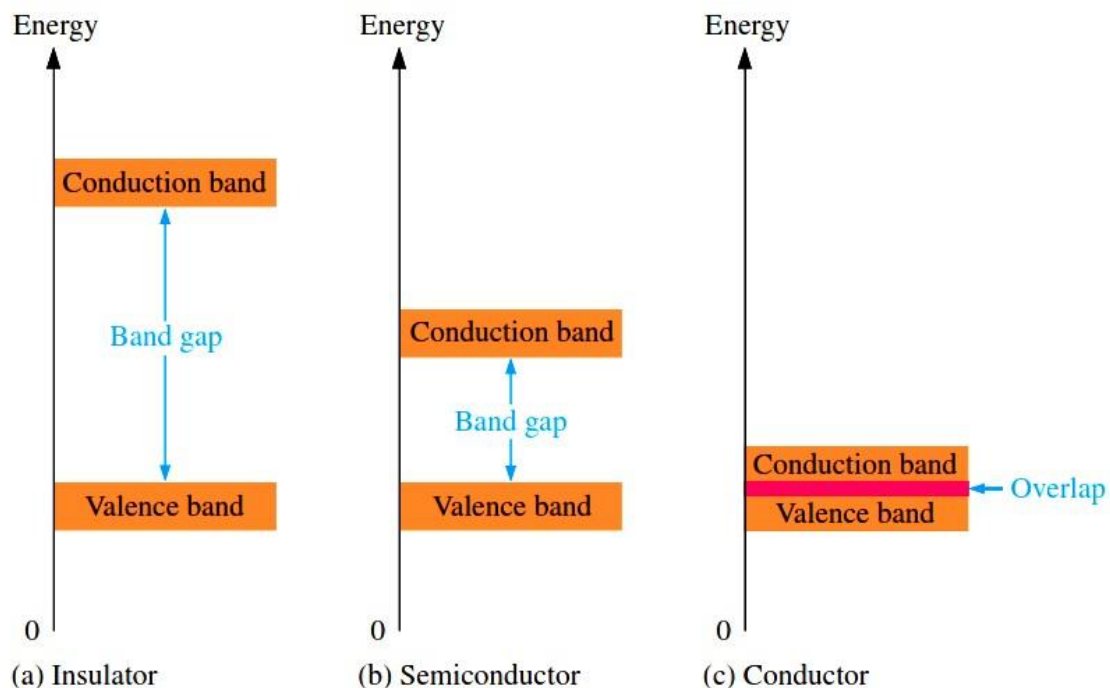 Energy
Conduction band
Band gap
Valence band
0
(a) Insulator
Energy
Conduction band
Band gap
Valence band
0
(b) Semiconductor
Energy
Conduction band
Overlap
Valence band
0
(c) Conductor